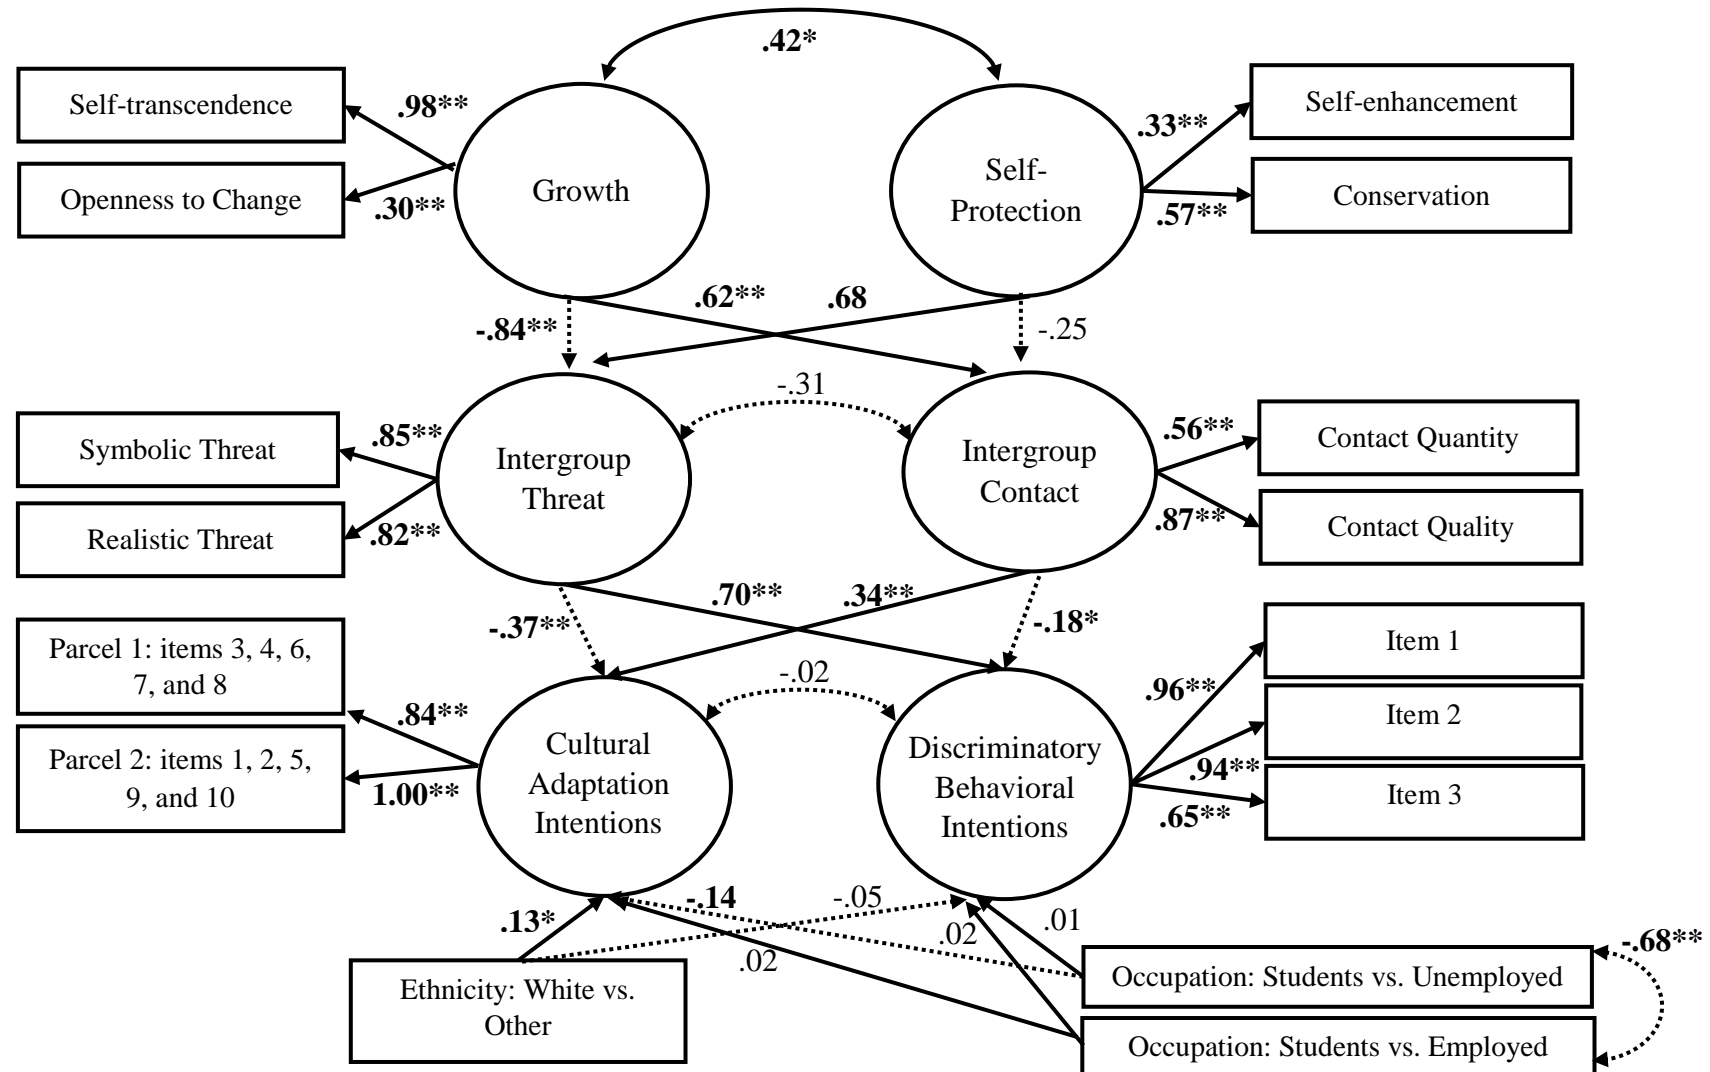 .42*
Self-transcendence
.98**
Openness to Change
.30**
Growth
Self-
Protection
.33**
Self-enhancement
.57**
Conservation
-.84**
.62**
.68
-.25
-.31
Symbolic Threat
.85**
Realistic Threat
.82**
Intergroup
Threat
Intergroup
Contact
.56**
Contact Quantity
.87**
Contact Quality
-.37**
.70**
.34**
-.18*
-.02
Parcel 1: items 3, 4, 6,
7, and 8
.84**
Parcel 2: items 1, 2, 5,
9, and 10
1.00**
Cultural
Adaptation
Intentions
Discriminatory
Behavioral
Intentions
.96**
Item 1
.94**
Item 2
.65**
Item 3
.13*
-.14
-.05
.02
.02
.01
Ethnicity: White vs.
Other
Occupation: Students vs. Unemployed
Occupation: Students vs. Employed
-.68**